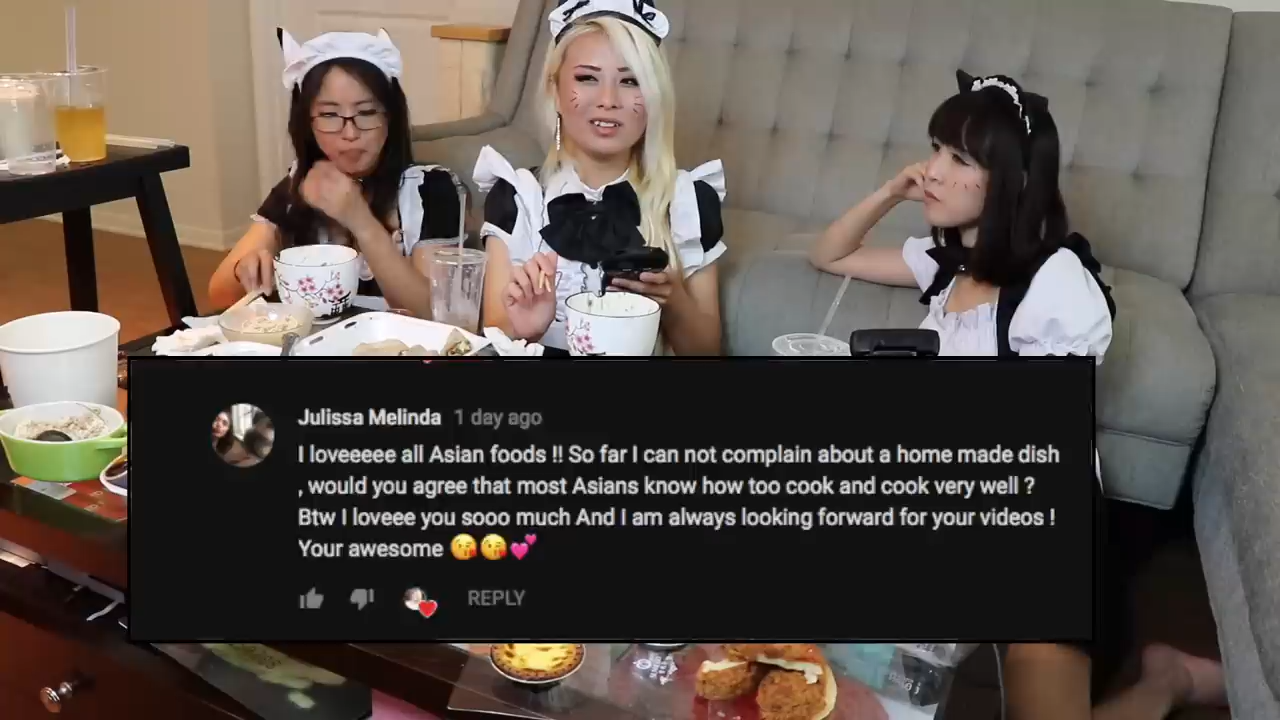 Julissa Melinda 1 day ago
I loveeeee all Asian foods !! So far I can not complain about a home made dish
, would you agree that most Asians know how too cook and cook very well ?
Btw I loveee you sooo much And I am always looking forward for your videos !
Your awesome 😘😘💕
REPLY